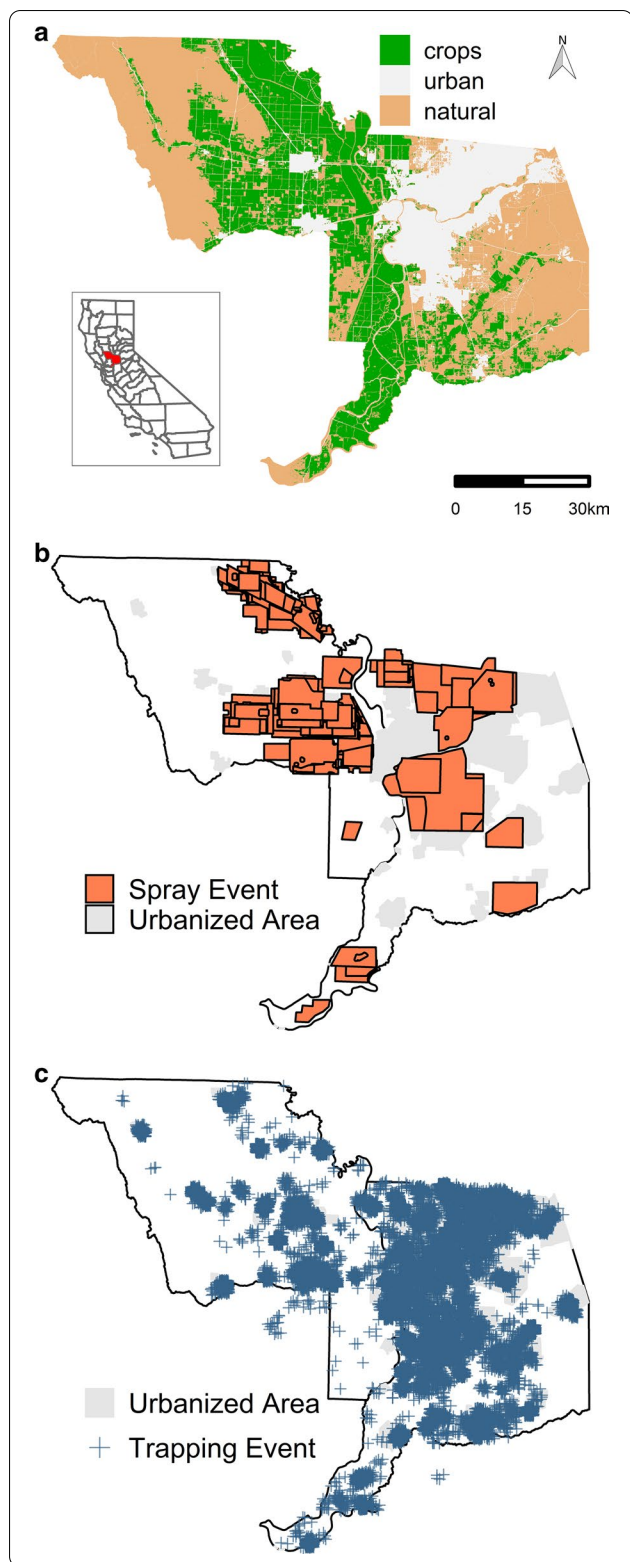 a
crops
urban
natural
N
0 15 30km
b
Spray Event
Urbanized Area
c
Urbanized Area
Trapping Event